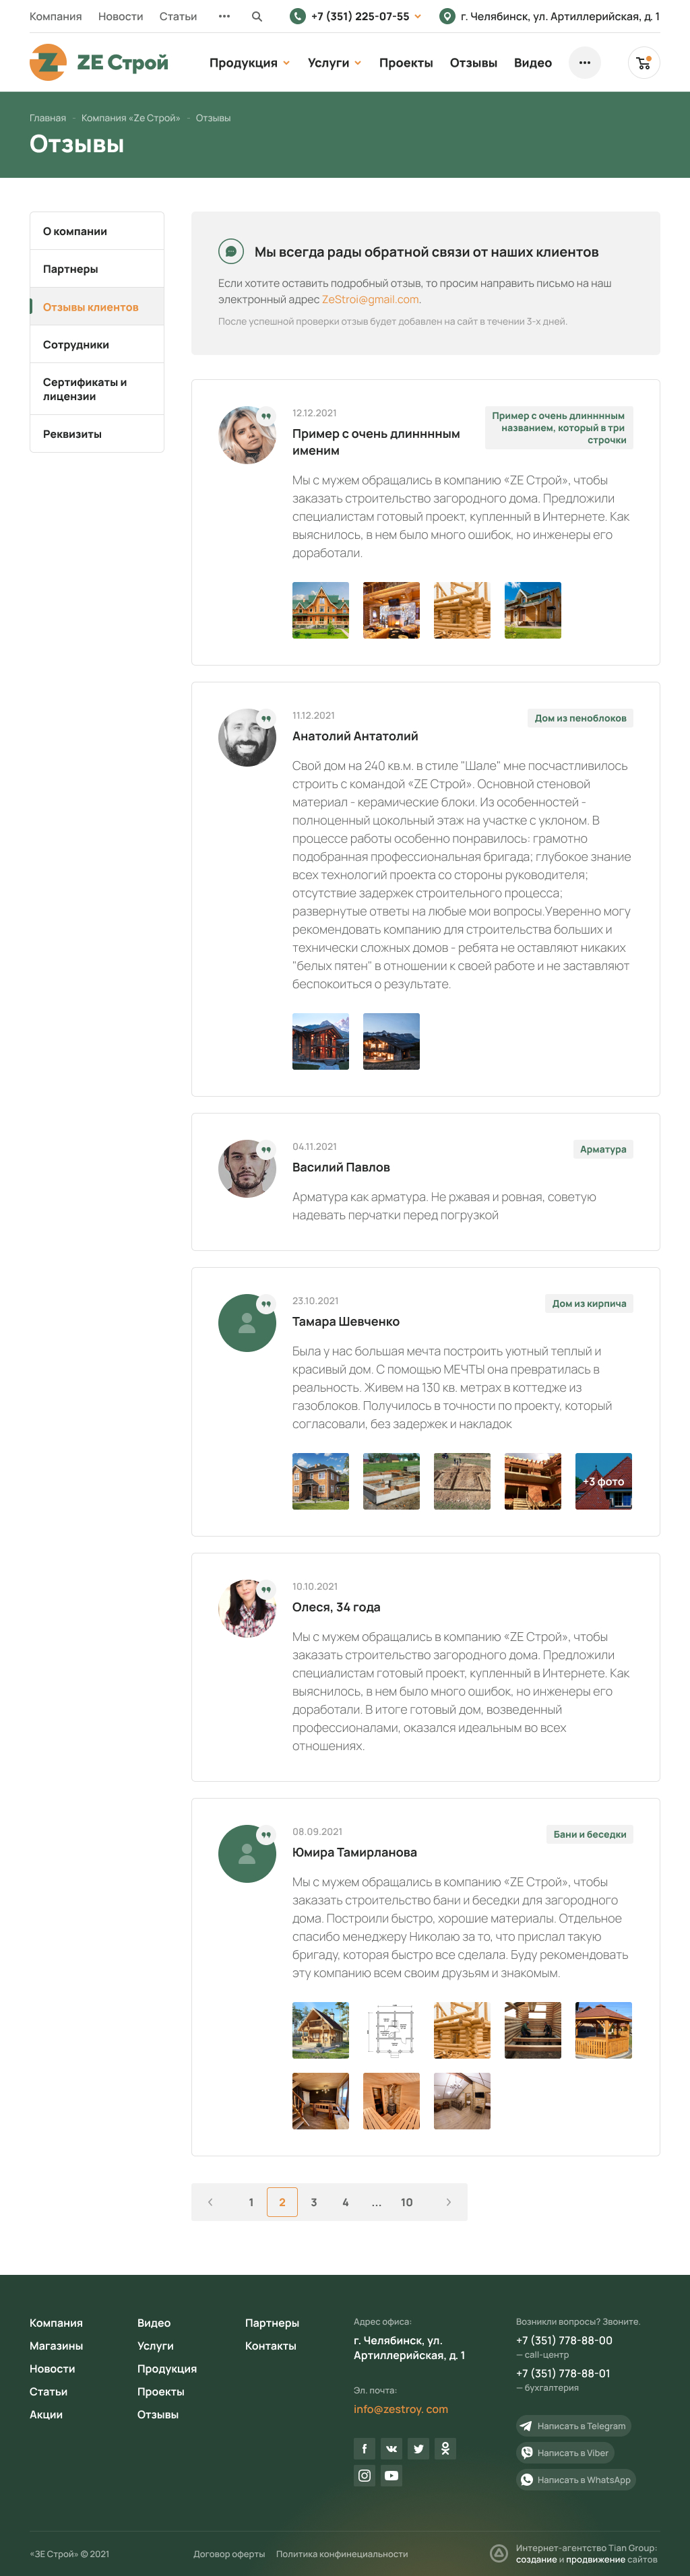 Компания Новости Статьи ••• +7 (351) 225-07-55 г. Челябинск, ул. Артиллерийская, д. 1
ZE Строй Продукция Услуги Проекты Отзывы Видео •••
Главная - Компания «Ze Строй» - Отзывы
Отзывы
О компании
Партнеры
Отзывы клиентов
Сотрудники
Сертификаты и
лицензии
Реквизиты
Мы всегда рады обратной связи от наших клиентов
Если хотите оставить подробный отзыв, то просим направить письмо на наш
электронный адрес ZeStroi@gmail.com.
После успешной проверки отзыв будет добавлен на сайт в течении 3-х дней.
12.12.2021
Пример с очень длинннным
именим
Пример с очень длинннным
названием, который в три
строчки
Мы с мужем обращались в компанию «ZE Строй», чтобы
заказать строительство загородного дома. Предложили
специалистам готовый проект, купленный в Интернете. Как
выяснилось, в нем было много ошибок, но инженеры его
доработали.
11.12.2021
Анатолий Антатолий
Дом из пеноблоков
Свой дом на 240 кв.м. в стиле "Шале" мне посчастливилось
строить с командой «ZE Строй». Основной стеновой
материал - керамические блоки. Из особенностей -
полноценный цокольный этаж на участке с уклоном. В
процессе работы особенно понравилось: грамотно
подобранная профессиональная бригада; глубокое знание
всех технологий проекта со стороны руководителя;
отсутствие задержек строительного процесса;
развернутые ответы на любые мои вопросы.Уверенно могу
рекомендовать компанию для строительства больших и
технически сложных домов - ребята не оставляют никаких
"белых пятен" в отношении к своей работе и не заставляют
беспокоиться о результате.
04.11.2021
Василий Павлов
Арматура
Арматура как арматура. Не ржавая и ровная, советую
надевать перчатки перед погрузкой
23.10.2021
Тамара Шевченко
Дом из кирпича
Была у нас большая мечта построить уютный теплый и
красивый дом. С помощью МЕЧТЫ она превратилась в
реальность. Живем на 130 кв. метрах в коттедже из
газоблоков. Получилось в точности по проекту, который
согласовали, без задержек и накладок
+3 фото
10.10.2021
Олеся, 34 года
Мы с мужем обращались в компанию «ZE Строй», чтобы
заказать строительство загородного дома. Предложили
специалистам готовый проект, купленный в Интернете. Как
выяснилось, в нем было много ошибок, но инженеры его
доработали. В итоге готовый дом, возведенный
профессионалами, оказался идеальным во всех
отношениях.
08.09.2021
Юмира Тамирланова
Бани и беседки
Мы с мужем обращались в компанию «ZE Строй», чтобы
заказать строительство бани и беседки для загородного
дома. Построили быстро, хорошие материалы. Отдельное
спасибо менеджеру Николаю за то, что прислал такую
бригаду, которая быстро все сделала. Буду рекомендовать
эту компанию всем своим друзьям и знакомым.
1 2 3 4 ... 10
Компания
Магазины
Новости
Статьи
Акции
Видео
Услуги
Продукция
Проекты
Отзывы
Партнеры
Контакты
Адрес офиса:
г. Челябинск, ул.
Артиллерийская, д. 1
Эл. почта:
info@zestroy. com
Возникли вопросы? Звоните.
+7 (351) 778-88-00
— call-центр
+7 (351) 778-88-01
— бухгалтерия
Написать в Telegram
Написать в Viber
Написать в WhatsApp
«ЗЕ Строй» © 2021
Договор оферты Политика конфинециальности
Интернет-агентство Tian Group:
создание и продвижение сайтов